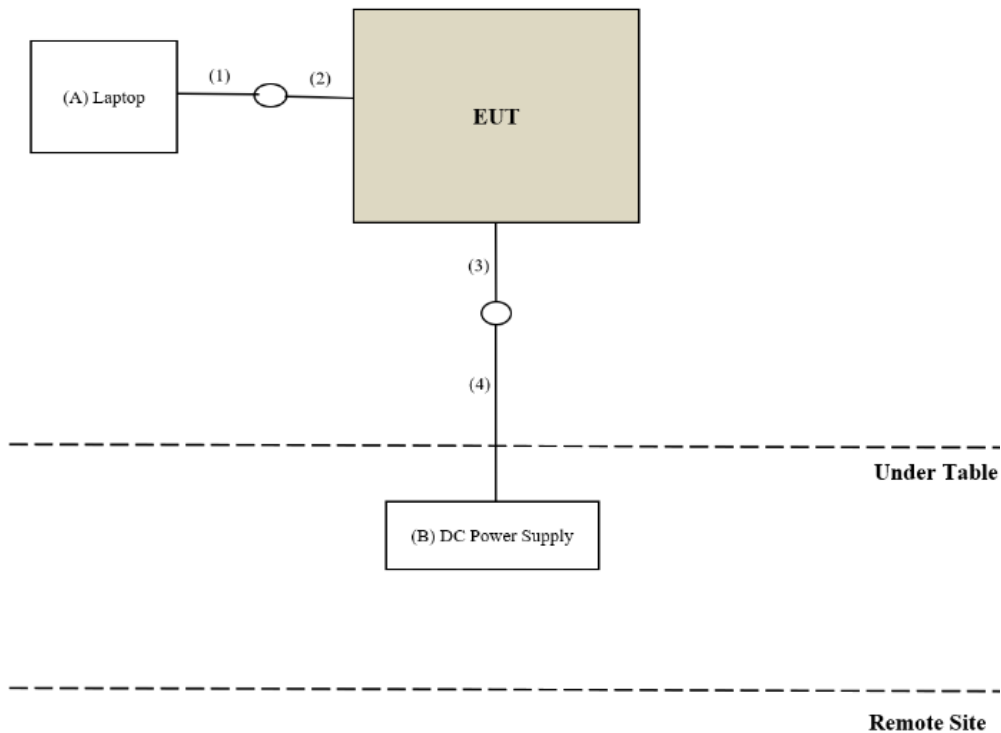 (1)
(2)
(A) Laptop
EUT
(3)
(4)
Under Table
(B) DC Power Supply
Remote Site